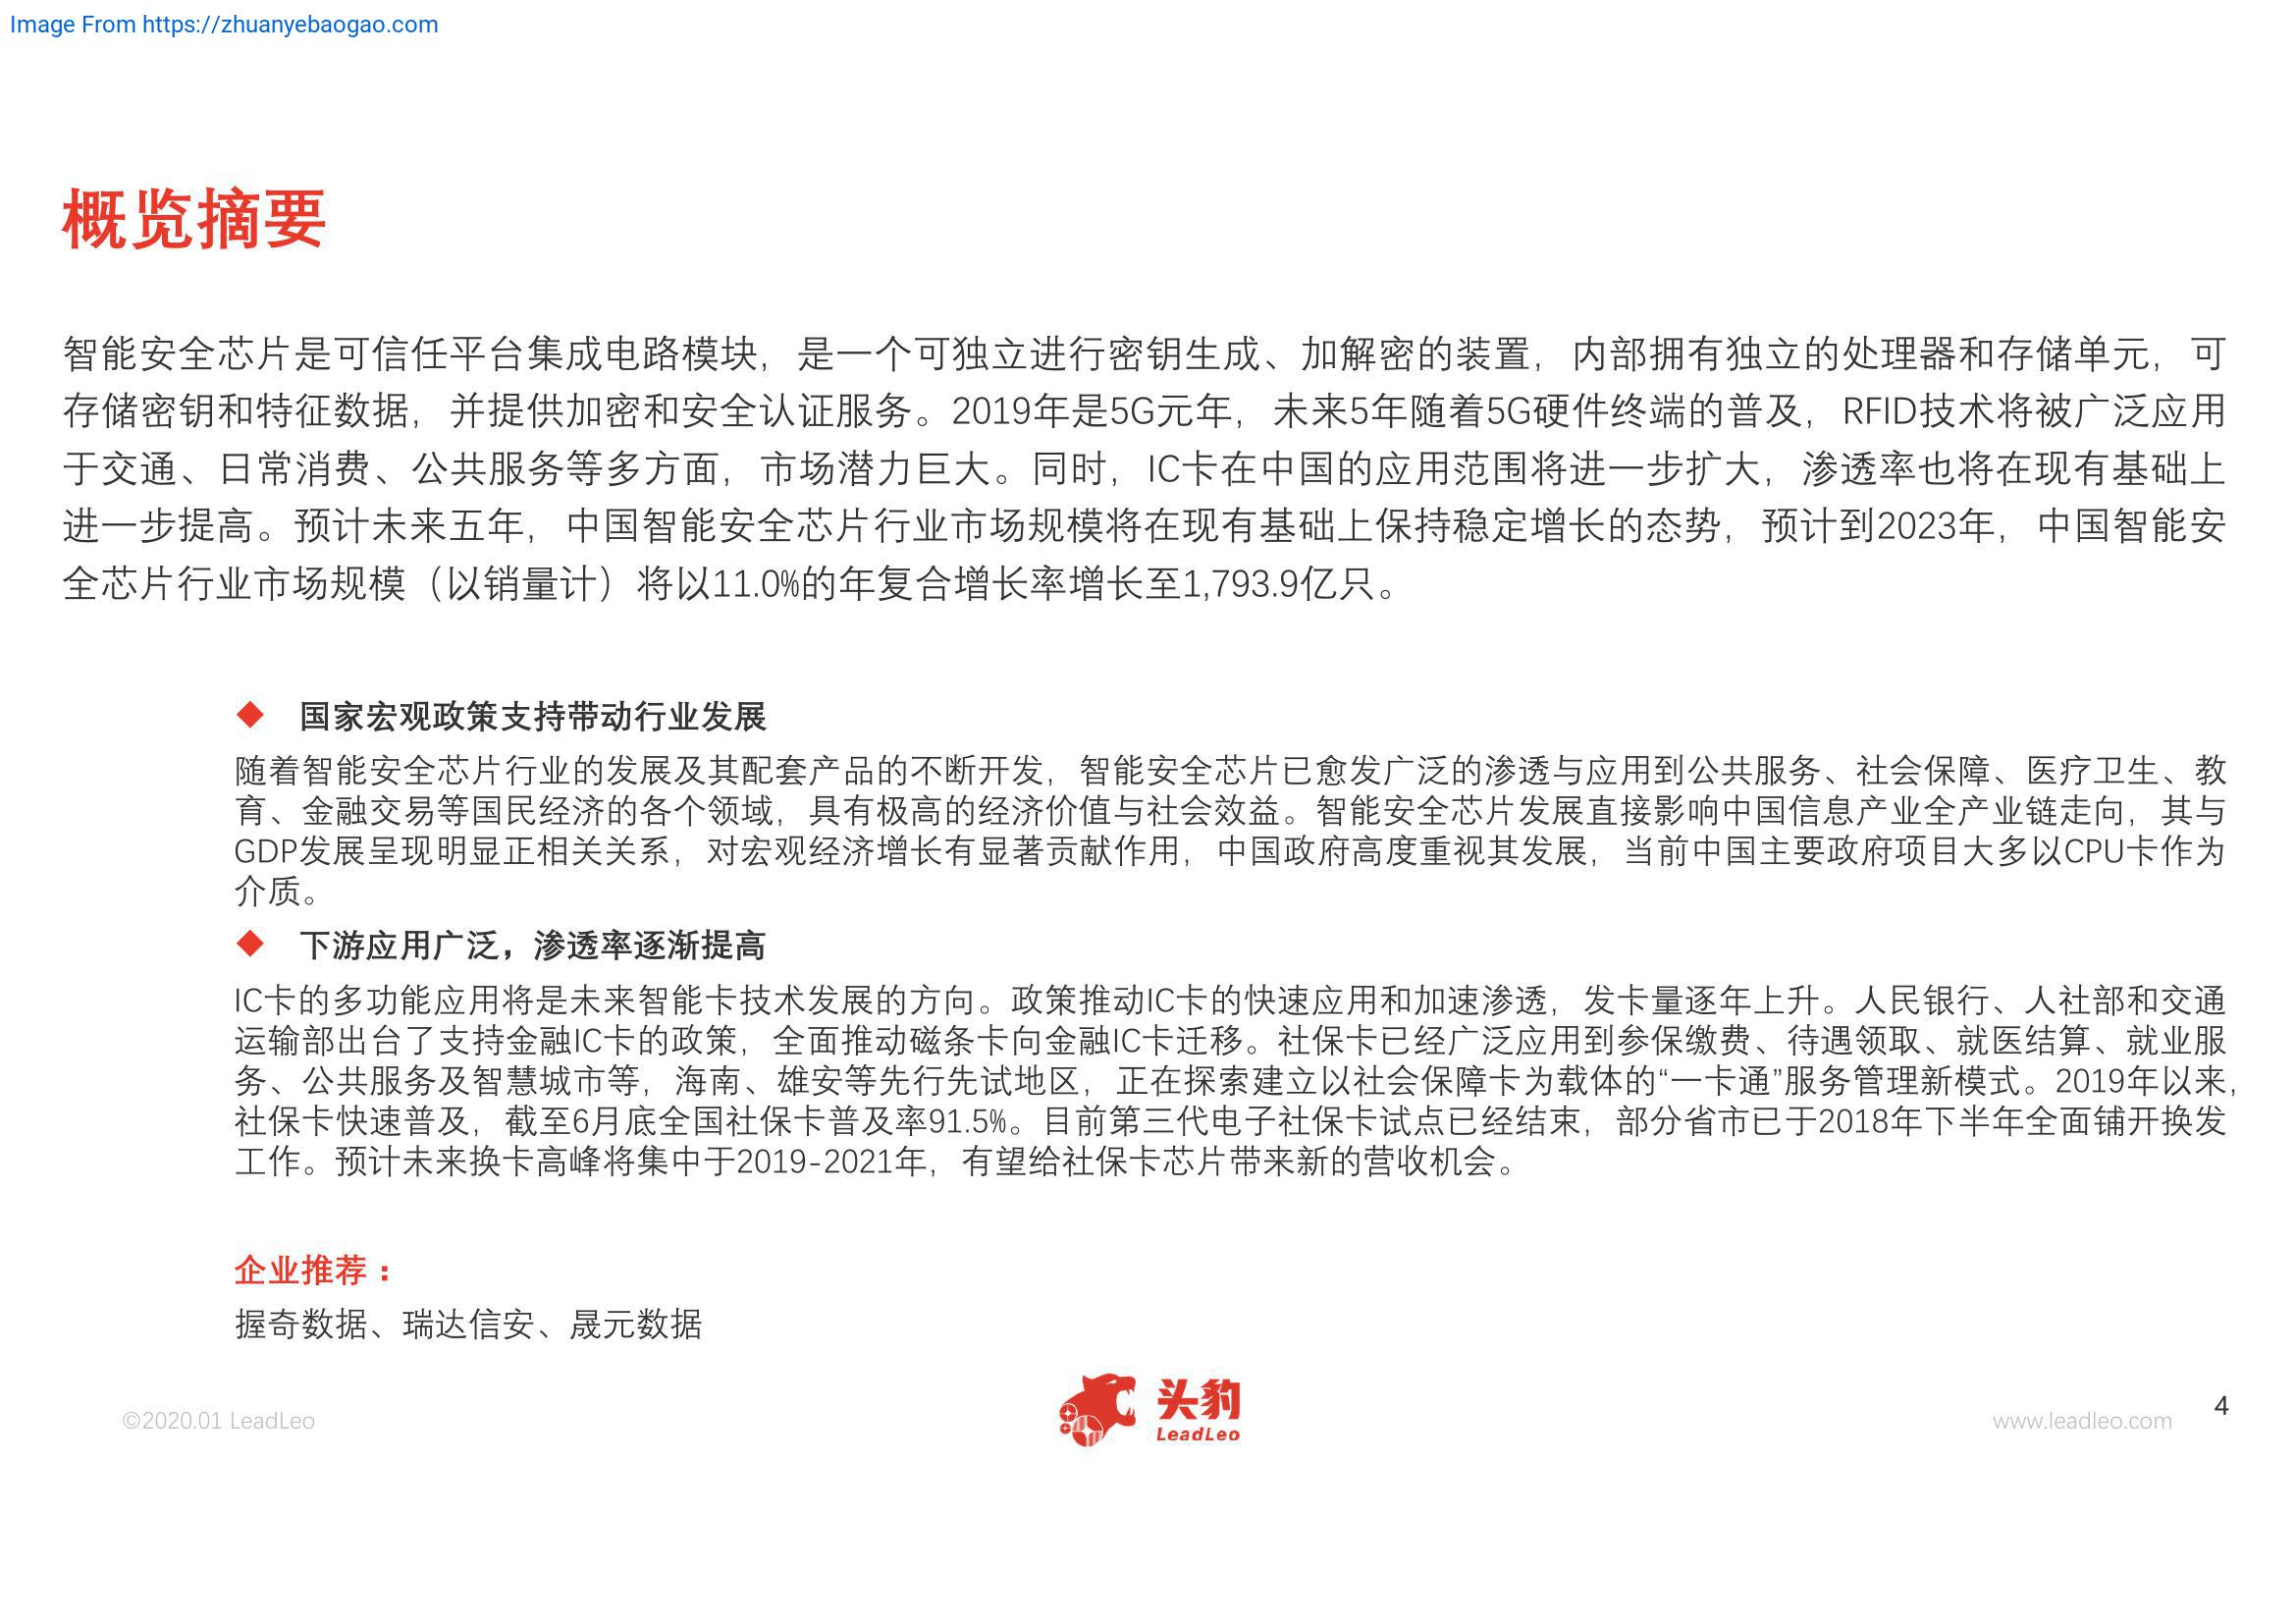 Image From https://zhuanyebaogao.com
概览摘要
智能安全芯片是可信任平台集成电路模块，是一个可独立进行密钥生成、加解密的装置，内部拥有独立的处理器和存储单元，可
存储密钥和特征数据，并提供加密和安全认证服务。2019年是5G元年，未来5年随着5G硬件终端的普及，RFID技术将被广泛应用
于交通、日常消费、公共服务等多方面，市场潜力巨大。同时，IC卡在中国的应用范围将进一步扩大，渗透率也将在现有基础上
进一步提高。预计未来五年，中国智能安全芯片行业市场规模将在现有基础上保持稳定增长的态势，预计到2023年，中国智能安
全芯片行业市场规模（以销量计）将以11.0%的年复合增长率增长至1,793.9亿只。
◆ 国家宏观政策支持带动行业发展
随着智能安全芯片行业的发展及其配套产品的不断开发，智能安全芯片已愈发广泛的渗透与应用到公共服务、社会保障、医疗卫生、教
育、金融交易等国民经济的各个领域，具有极高的经济价值与社会效益。智能安全芯片发展直接影响中国信息产业全产业链走向，其与
GDP发展呈现明显正相关关系，对宏观经济增长有显著贡献作用，中国政府高度重视其发展，当前中国主要政府项目大多以CPU卡作为
介质。
◆ 下游应用广泛，渗透率逐渐提高
IC卡的多功能应用将是未来智能卡技术发展的方向。政策推动IC卡的快速应用和加速渗透，发卡量逐年上升。人民银行、人社部和交通
运输部出台了支持金融IC卡的政策，全面推动磁条卡向金融IC卡迁移。社保卡已经广泛应用到参保缴费、待遇领取、就医结算、就业服
务、公共服务及智慧城市等，海南、雄安等先行先试地区，正在探索建立以社会保障卡为载体的“一卡通”服务管理新模式。2019年以来，
社保卡快速普及，截至6月底全国社保卡普及率91.5%。目前第三代电子社保卡试点已经结束，部分省市已于2018年下半年全面铺开换发
工作。预计未来换卡高峰将集中于2019-2021年，有望给社保卡芯片带来新的营收机会。
企业推荐：
握奇数据、瑞达信安、晟元数据
©2020.01 LeadLeo
头豹
LeadLeo
www.leadleo.com
4